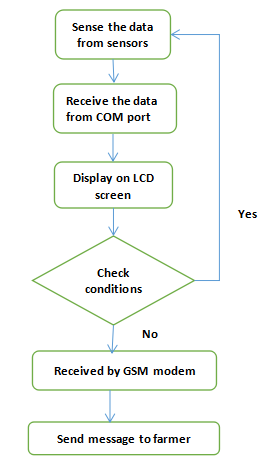 Sense the data
from sensors
Receive the data
from COM port
Display on LCD
screen
Yes
Check
conditions
No
Received by GSM modem
Send message to farmer